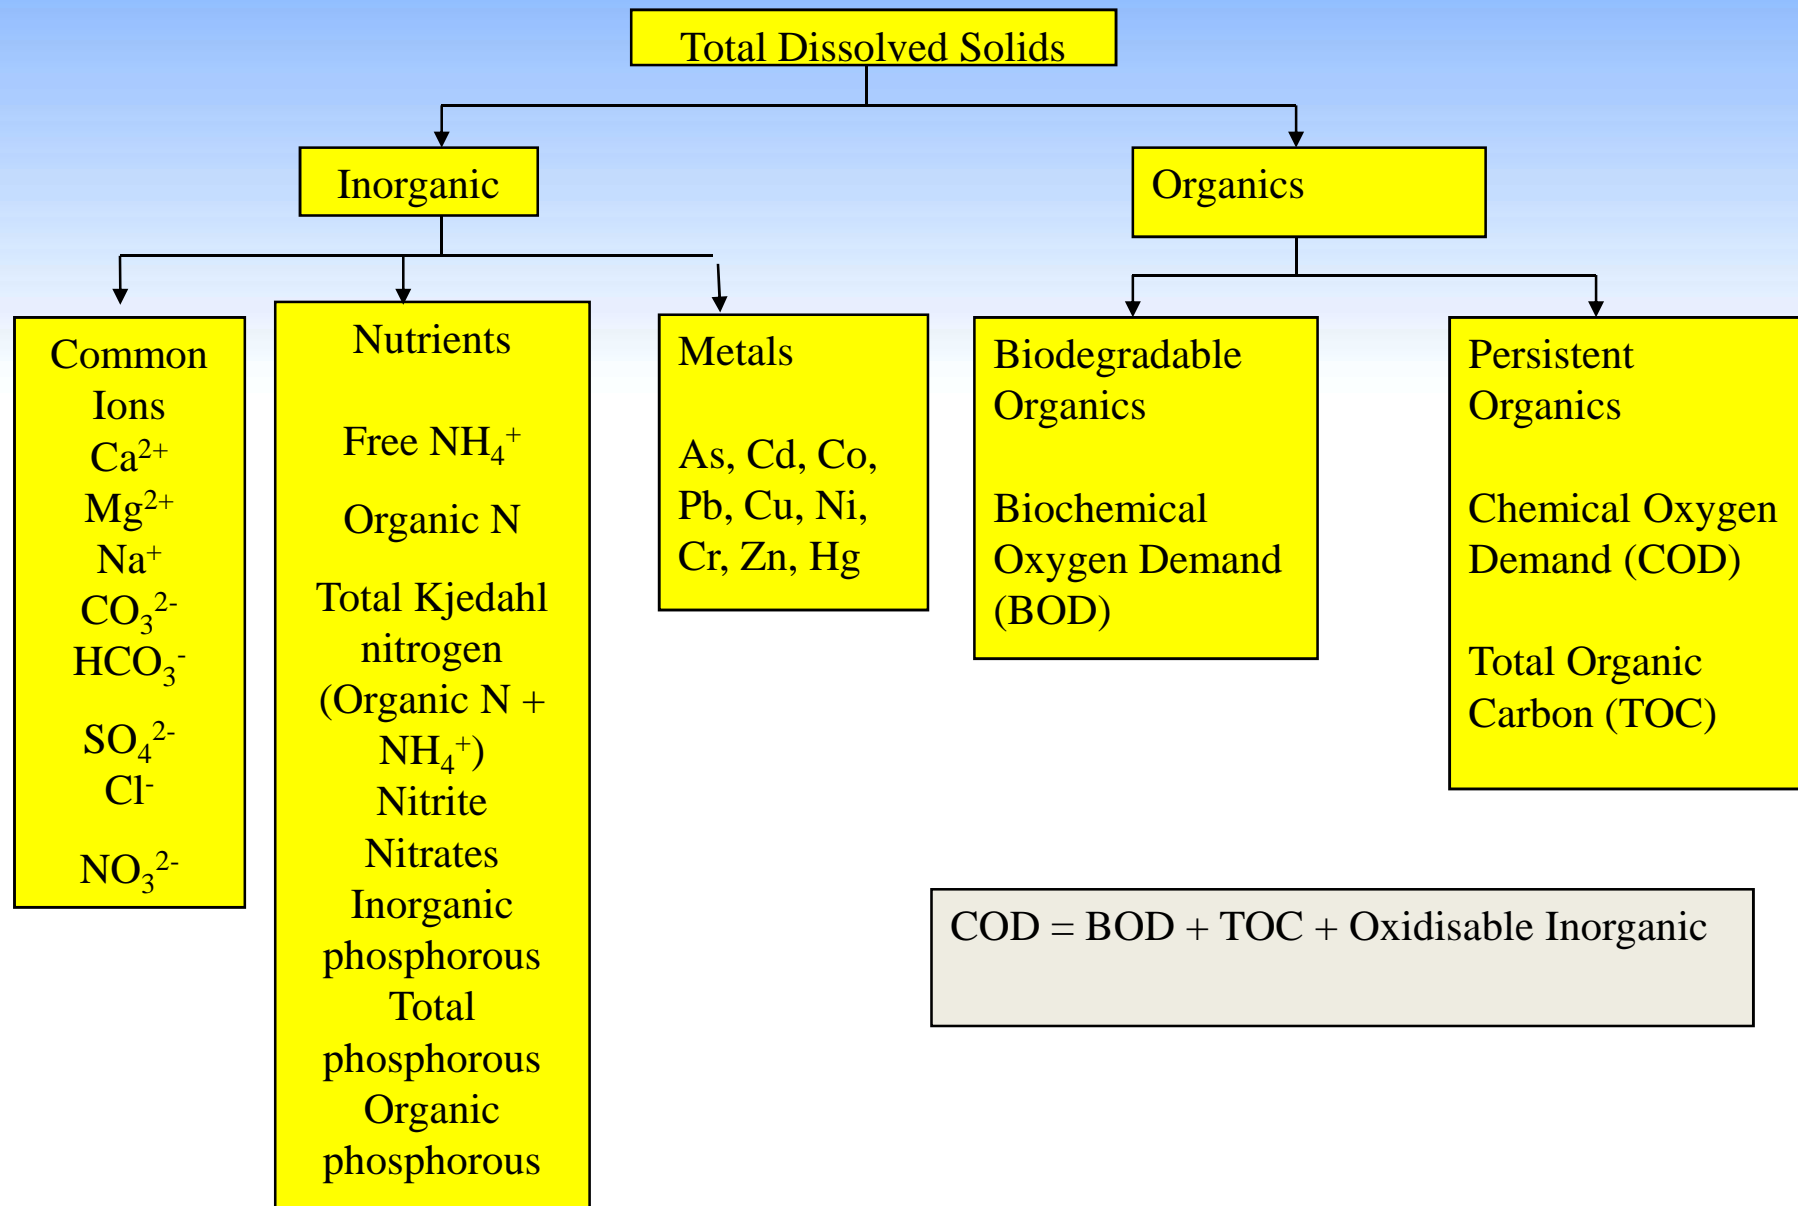 Total Dissolved Solids
Inorganic
Organics
Common
Ions
Ca²⁺
Mg²⁺
Na⁺
CO₃²⁻
HCO₃⁻
SO₄²⁻
Cl⁻
NO₃²⁻
Nutrients
Free NH₄⁺
Organic N
Total Kjedahl
nitrogen
(Organic N +
NH₄⁺)
Nitrite
Nitrates
Inorganic
phosphorous
Total
phosphorous
Organic
phosphorous
Metals
As, Cd, Co,
Pb, Cu, Ni,
Cr, Zn, Hg
Biodegradable
Organics
Biochemical
Oxygen Demand
(BOD)
Persistent
Organics
Chemical Oxygen
Demand (COD)
Total Organic
Carbon (TOC)
COD = BOD + TOC + Oxidisable Inorganic